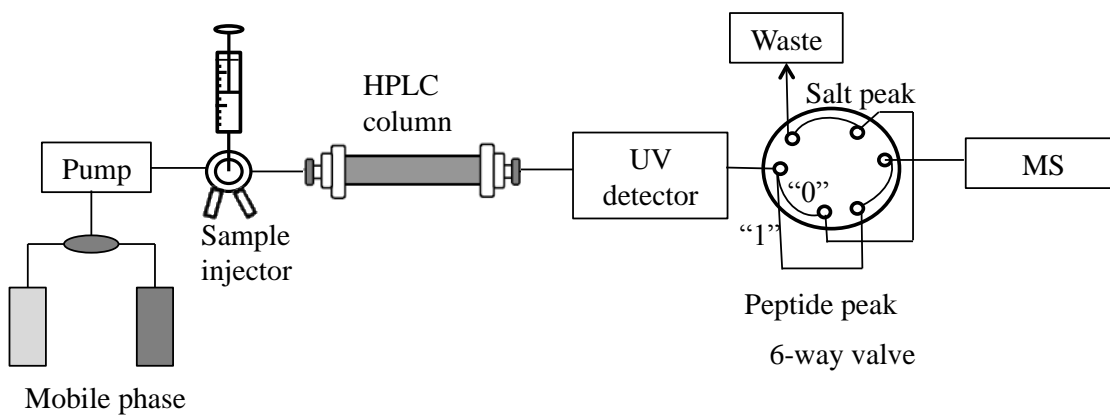 Waste
HPLC
column
Salt peak
Pump
UV
detector
MS
“0”
“1”
Sample
injector
Peptide peak
6-way valve
Mobile phase